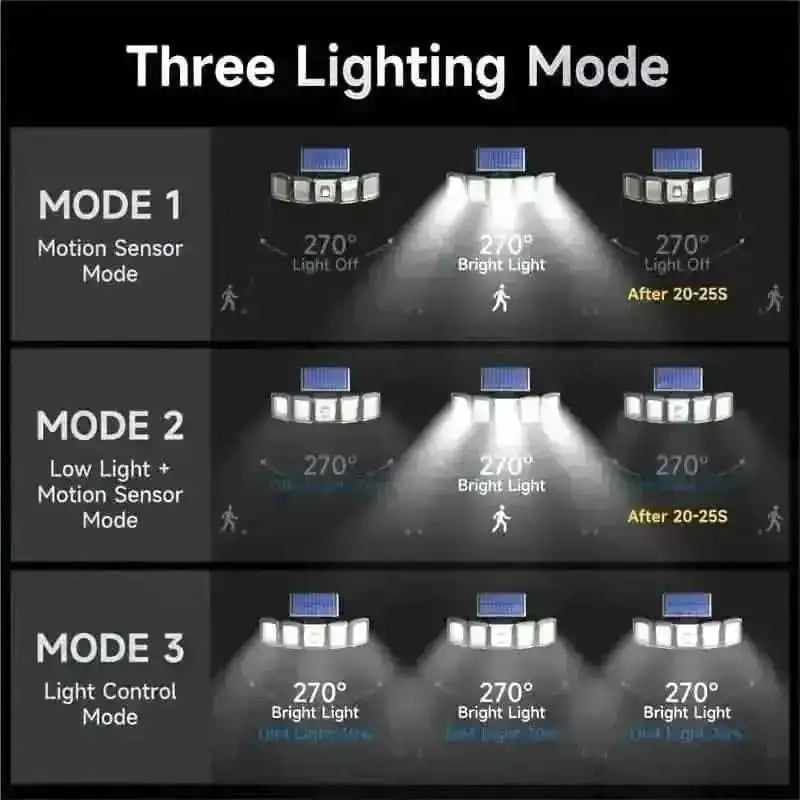 Three Lighting Mode
MODE 1
Motion Sensor
Mode
270°
Light Off
270°
Bright Light
270°
Light Off
After 20-25S
MODE 2
Low Light +
Motion Sensor
Mode
270°
270°
Bright Light
270°
After 20-25S
MODE 3
Light Control
Mode
270°
Bright Light
270°
Bright Light
270°
Bright Light